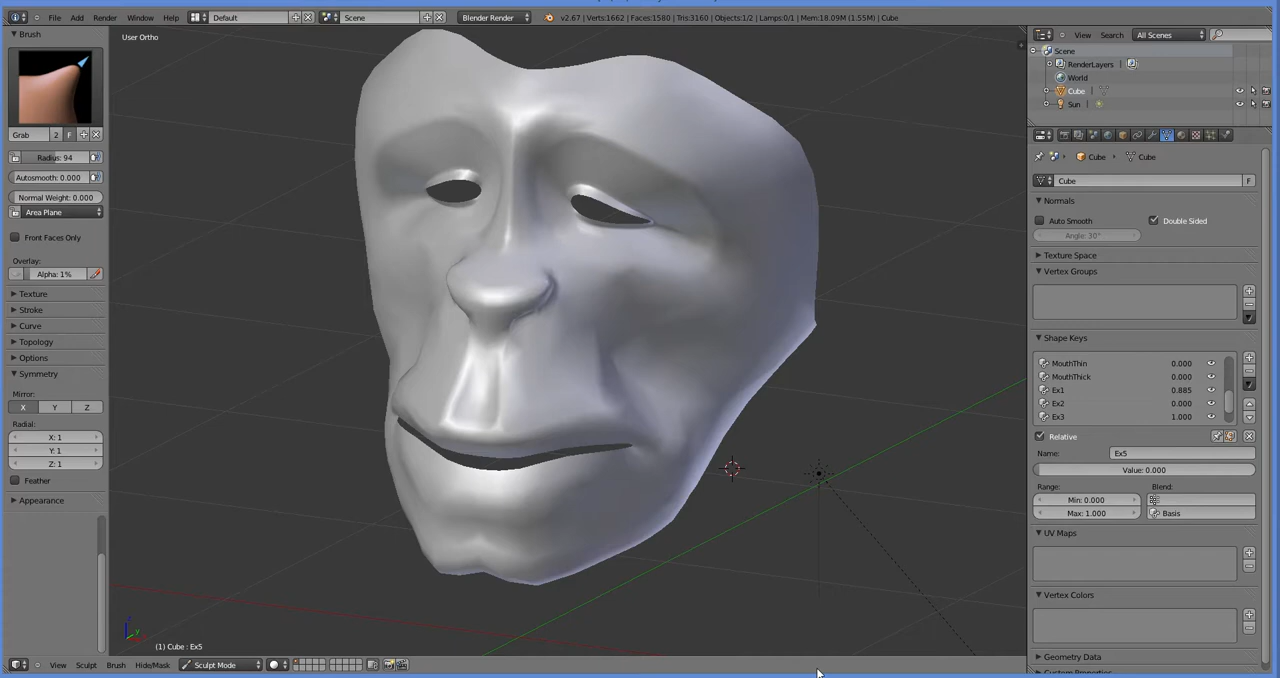 File Add Render Window Help Default Scene Blender Render v2.67 | Verts:1662 | Faces:1580 | Tris:3160 | Objects:1/2 | Lamps:0/1 | Mem:18.09M (1.55M) | Cube
Brush
User Ortho
View Search All Scenes
Scene
RenderLayers |
World
Cube |
Sun |
Grab 2 F
Radius: 94
Autosmooth: 0.000
Normal Weight: 0.000
Area Plane
Front Faces Only
Overlay:
Alpha: 1%
Texture
Stroke
Curve
Topology
Options
Symmetry
Mirror:
X Y Z
Radial:
X: 1
Y: 1
Z: 1
Feather
Appearance
Cube Cube
Cube F
Normals
Auto Smooth Double Sided
Angle: 30°
Texture Space
Vertex Groups
Shape Keys
MouthThin 0.000
MouthThick 0.000
Ex1 0.885
Ex2 0.000
Ex3 1.000
Relative
Name: Ex5
Value: 0.000
Range: Blend:
Min: 0.000
Max: 1.000 Basis
UV Maps
Vertex Colors
Geometry Data
Custom Properties
z y
(1) Cube : Ex5
View Sculpt Brush Hide/Mask Sculpt Mode